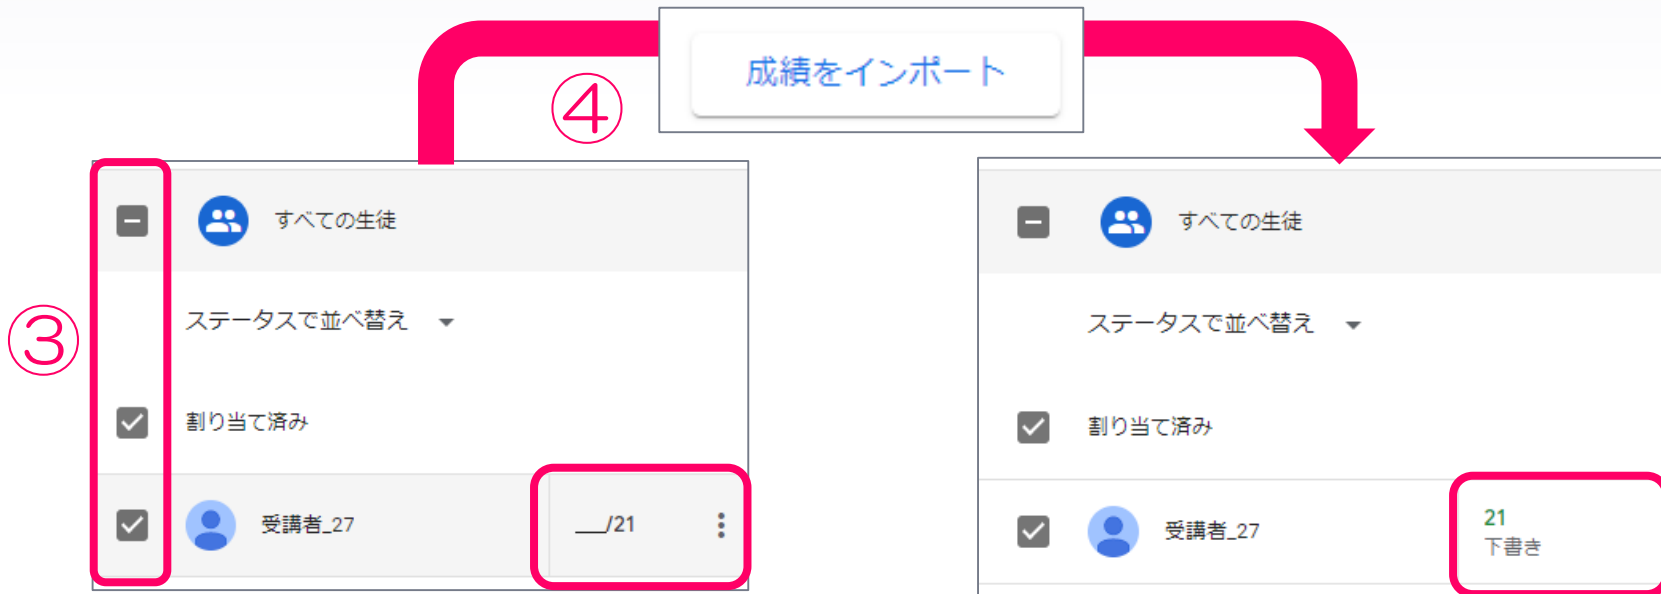 成績をインポート
④
③
すべての生徒
ステータスで並べ替え
割り当て済み
受講者_27
__/21
すべての生徒
ステータスで並べ替え
割り当て済み
受講者_27
21
下書き